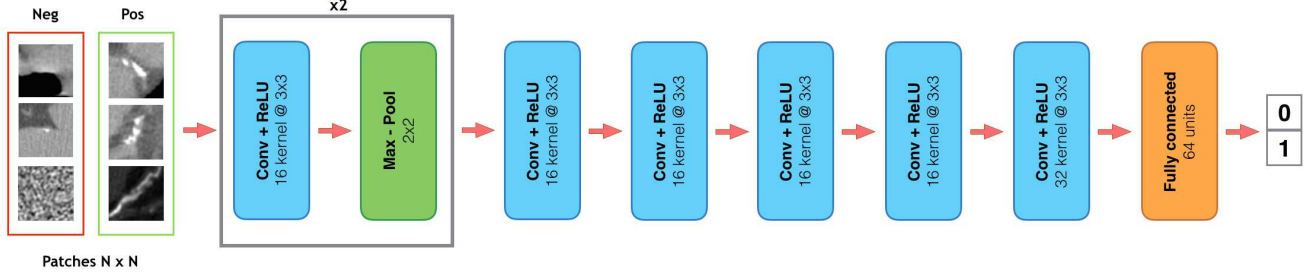 Neg
Pos
Patches N x N
x2
Conv + ReLU
16 kernel @ 3x3
Max - Pool
2x2
Conv + ReLU
16 kernel @ 3x3
Conv + ReLU
16 kernel @ 3x3
Conv + ReLU
16 kernel @ 3x3
Conv + ReLU
16 kernel @ 3x3
Conv + ReLU
32 kernel @ 3x3
Fully connected
64 units
0
1